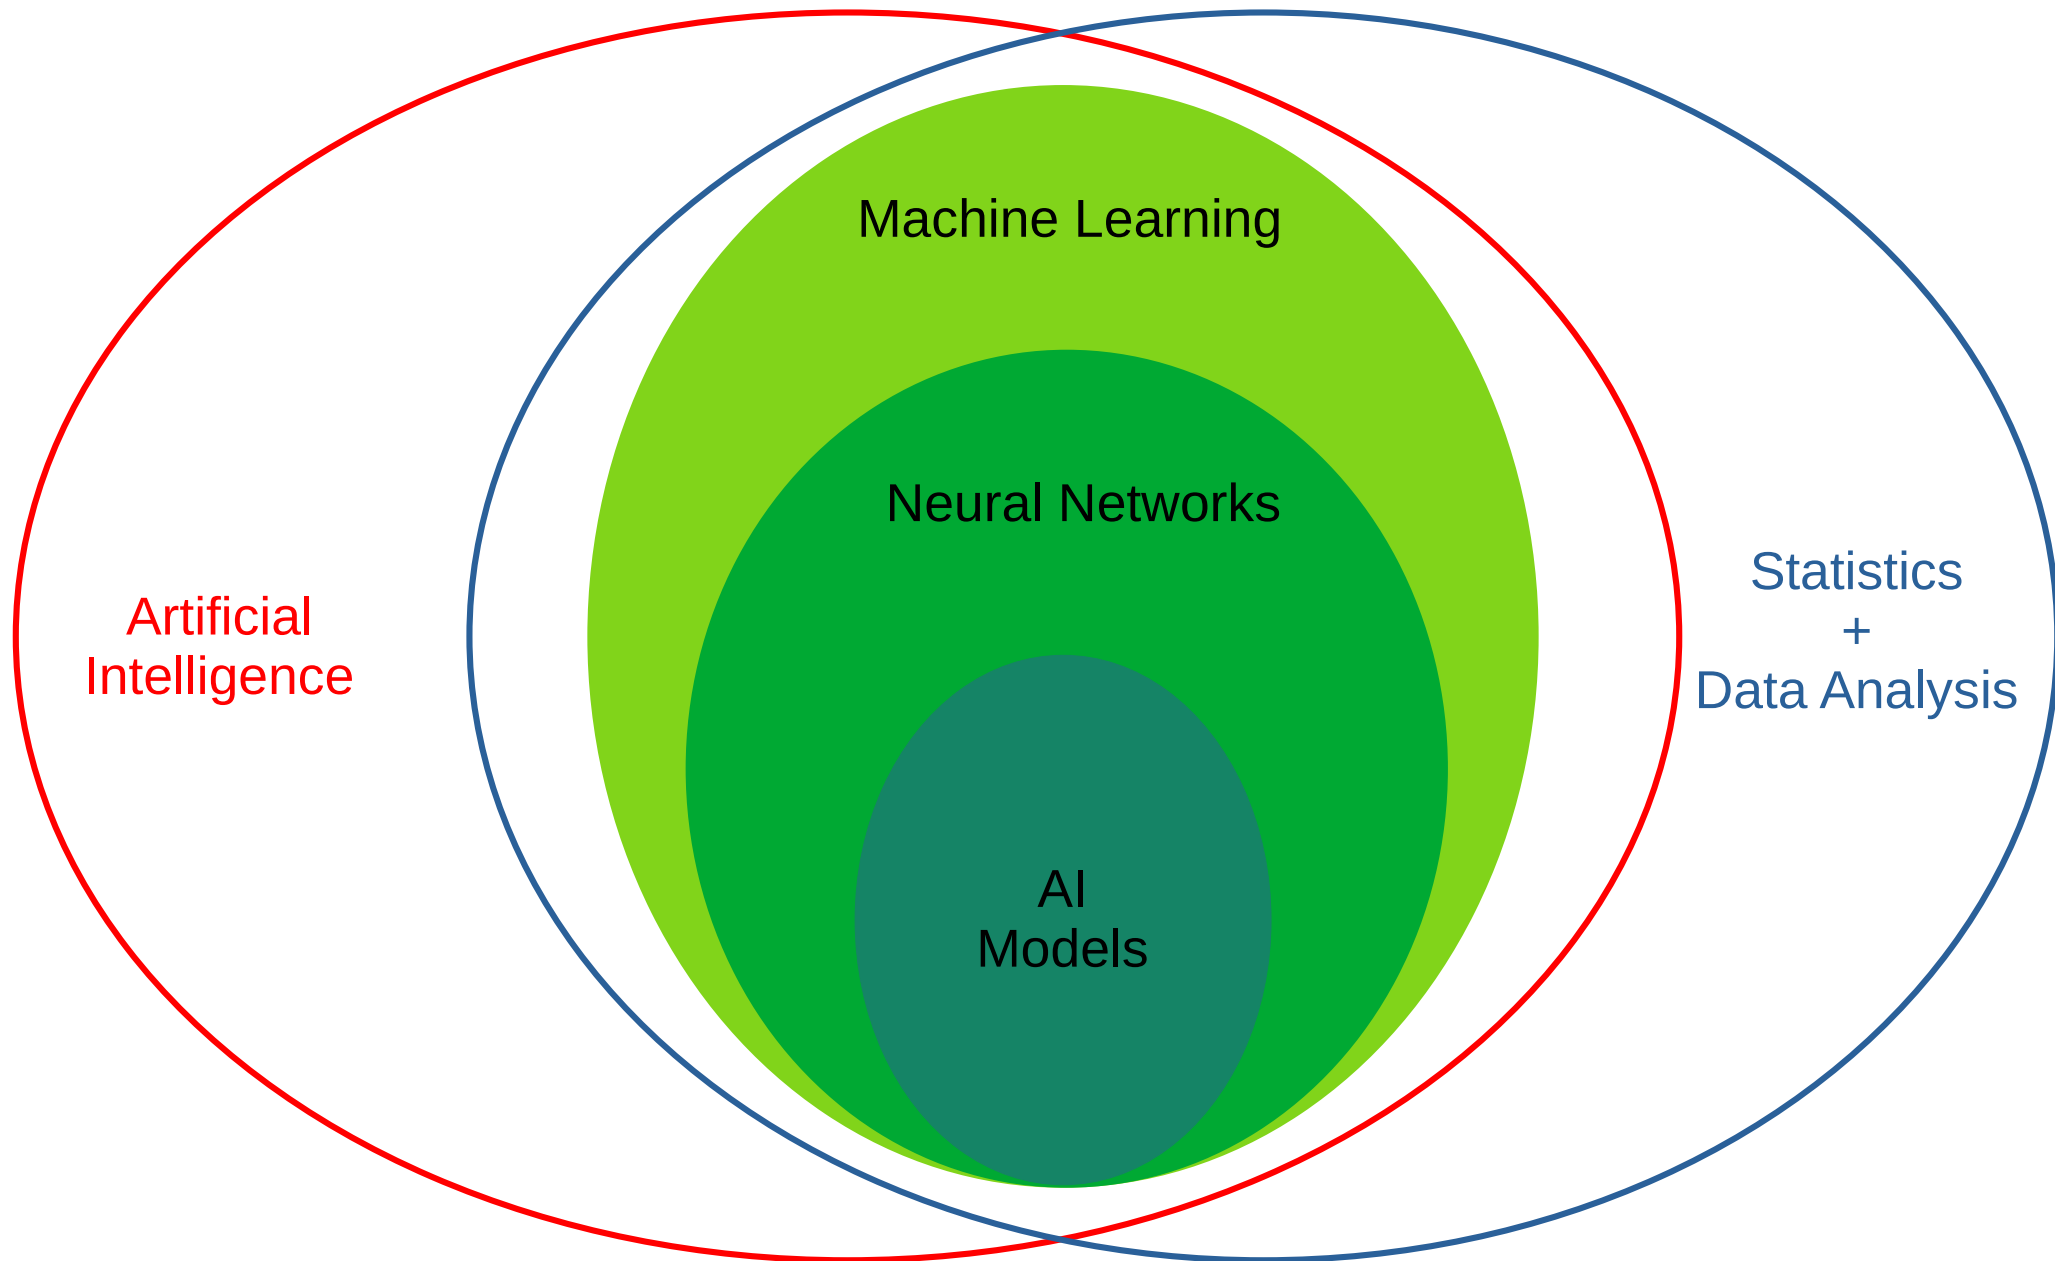 Machine Learning
Neural Networks
Artificial
Intelligence
Statistics
+
Data Analysis
AI
Models